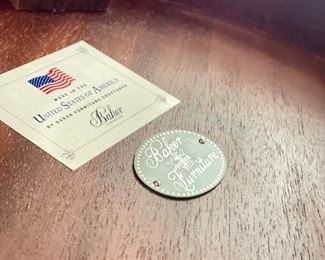 MADE IN THE
UNITED STATES OF AMERICA
BY BAKER FURNITURE CRAFTSMEN
Baker
Baker
Furniture